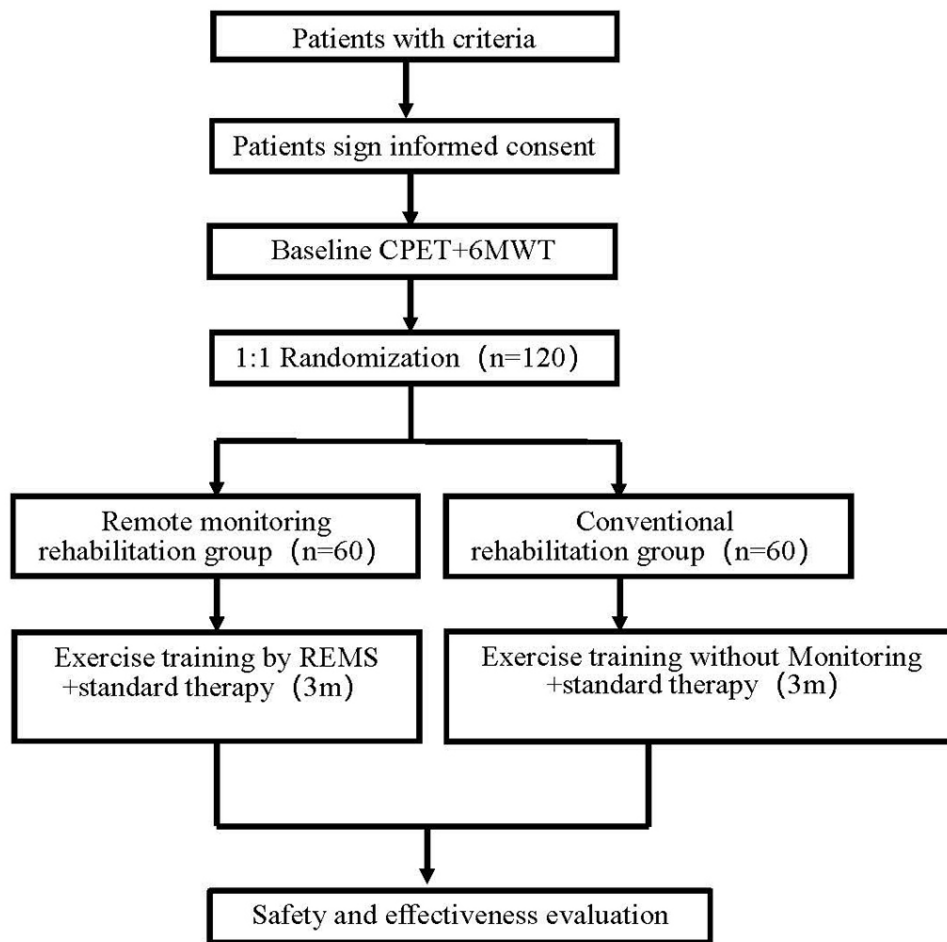 Patients with criteria
Patients sign informed consent
Baseline CPET+6MWT
1:1 Randomization（n=120）
Remote monitoring
rehabilitation group（n=60）
Conventional
rehabilitation group（n=60）
Exercise training by REMS
+standard therapy（3m）
Exercise training without Monitoring
+standard therapy（3m）
Safety and effectiveness evaluation